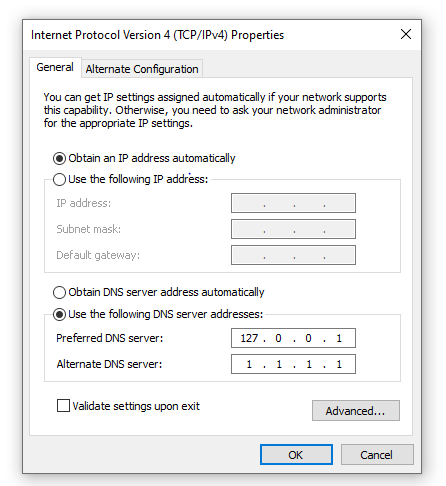 Internet Protocol Version 4 (TCP/IPv4) Properties
General
Alternate Configuration
You can get IP settings assigned automatically if your network supports
this capability. Otherwise, you need to ask your network administrator
for the appropriate IP settings.
Obtain an IP address automatically
Use the following IP address:
IP address:
. . .
Subnet mask:
. . .
Default gateway:
. . .
Obtain DNS server address automatically
Use the following DNS server addresses:
Preferred DNS server:
127 . 0 . 0 . 1
Alternate DNS server:
1 . 1 . 1 . 1
Validate settings upon exit
Advanced...
OK
Cancel